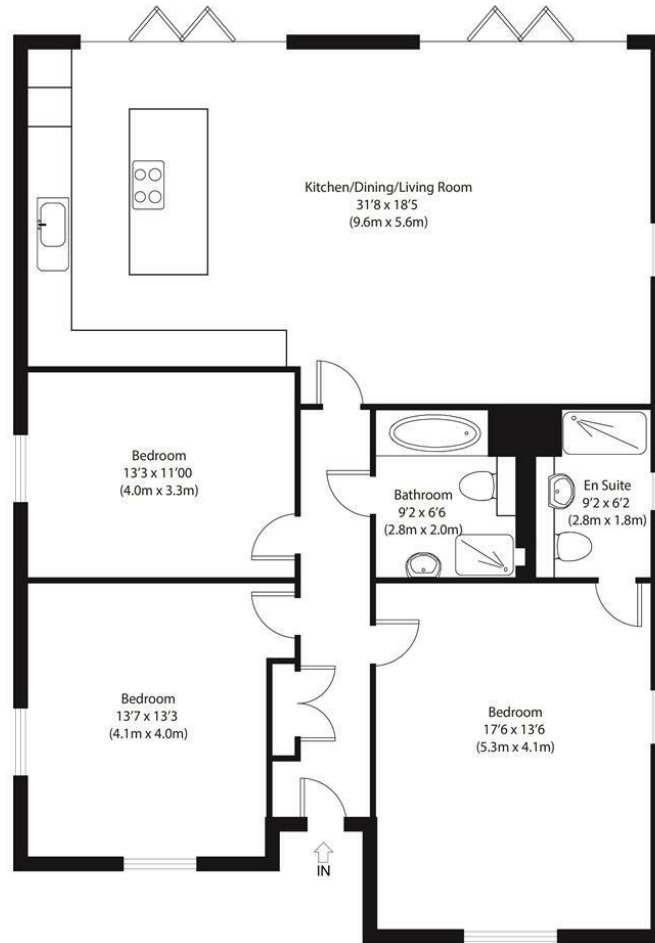 Kitchen/Dining/Living Room
31'8 x 18'5
(9.6m x 5.6m)
Bedroom
13'3 x 11'00
(4.0m x 3.3m)
Bathroom
9'2 x 6'6
(2.8m x 2.0m)
En Suite
9'2 x 6'2
(2.8m x 1.8m)
Bedroom
13'7 x 13'3
(4.1m x 4.0m)
Bedroom
17'6 x 13'6
(5.3m x 4.1m)
IN